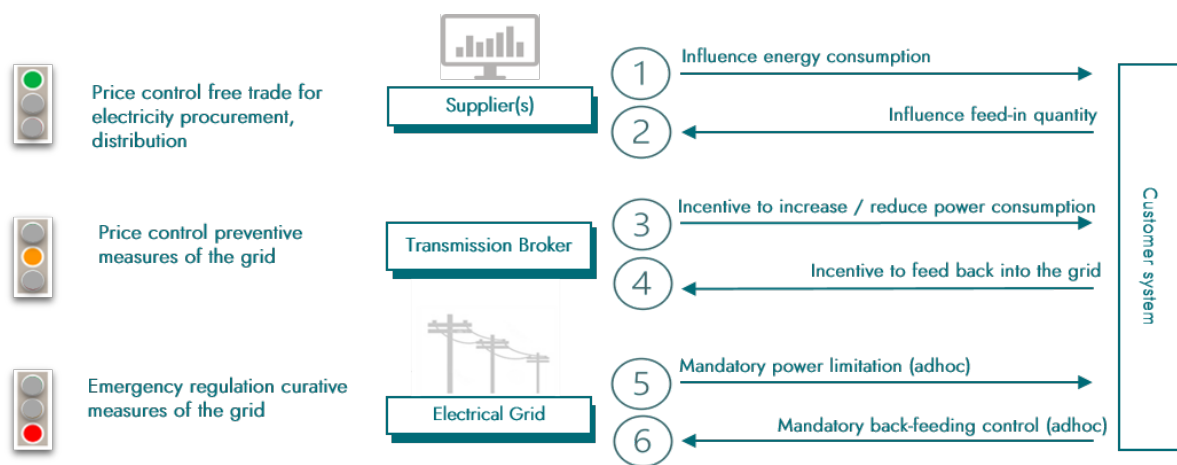 Price control free trade for
electricity procurement,
distribution
Supplier(s)
1
Influence energy consumption
2
Influence feed-in quantity
Price control preventive
measures of the grid
Transmission Broker
3
Incentive to increase / reduce power consumption
4
Incentive to feed back into the grid
Emergency regulation curative
measures of the grid
Electrical Grid
5
Mandatory power limitation (adhoc)
6
Mandatory back-feeding control (adhoc)
Customer system